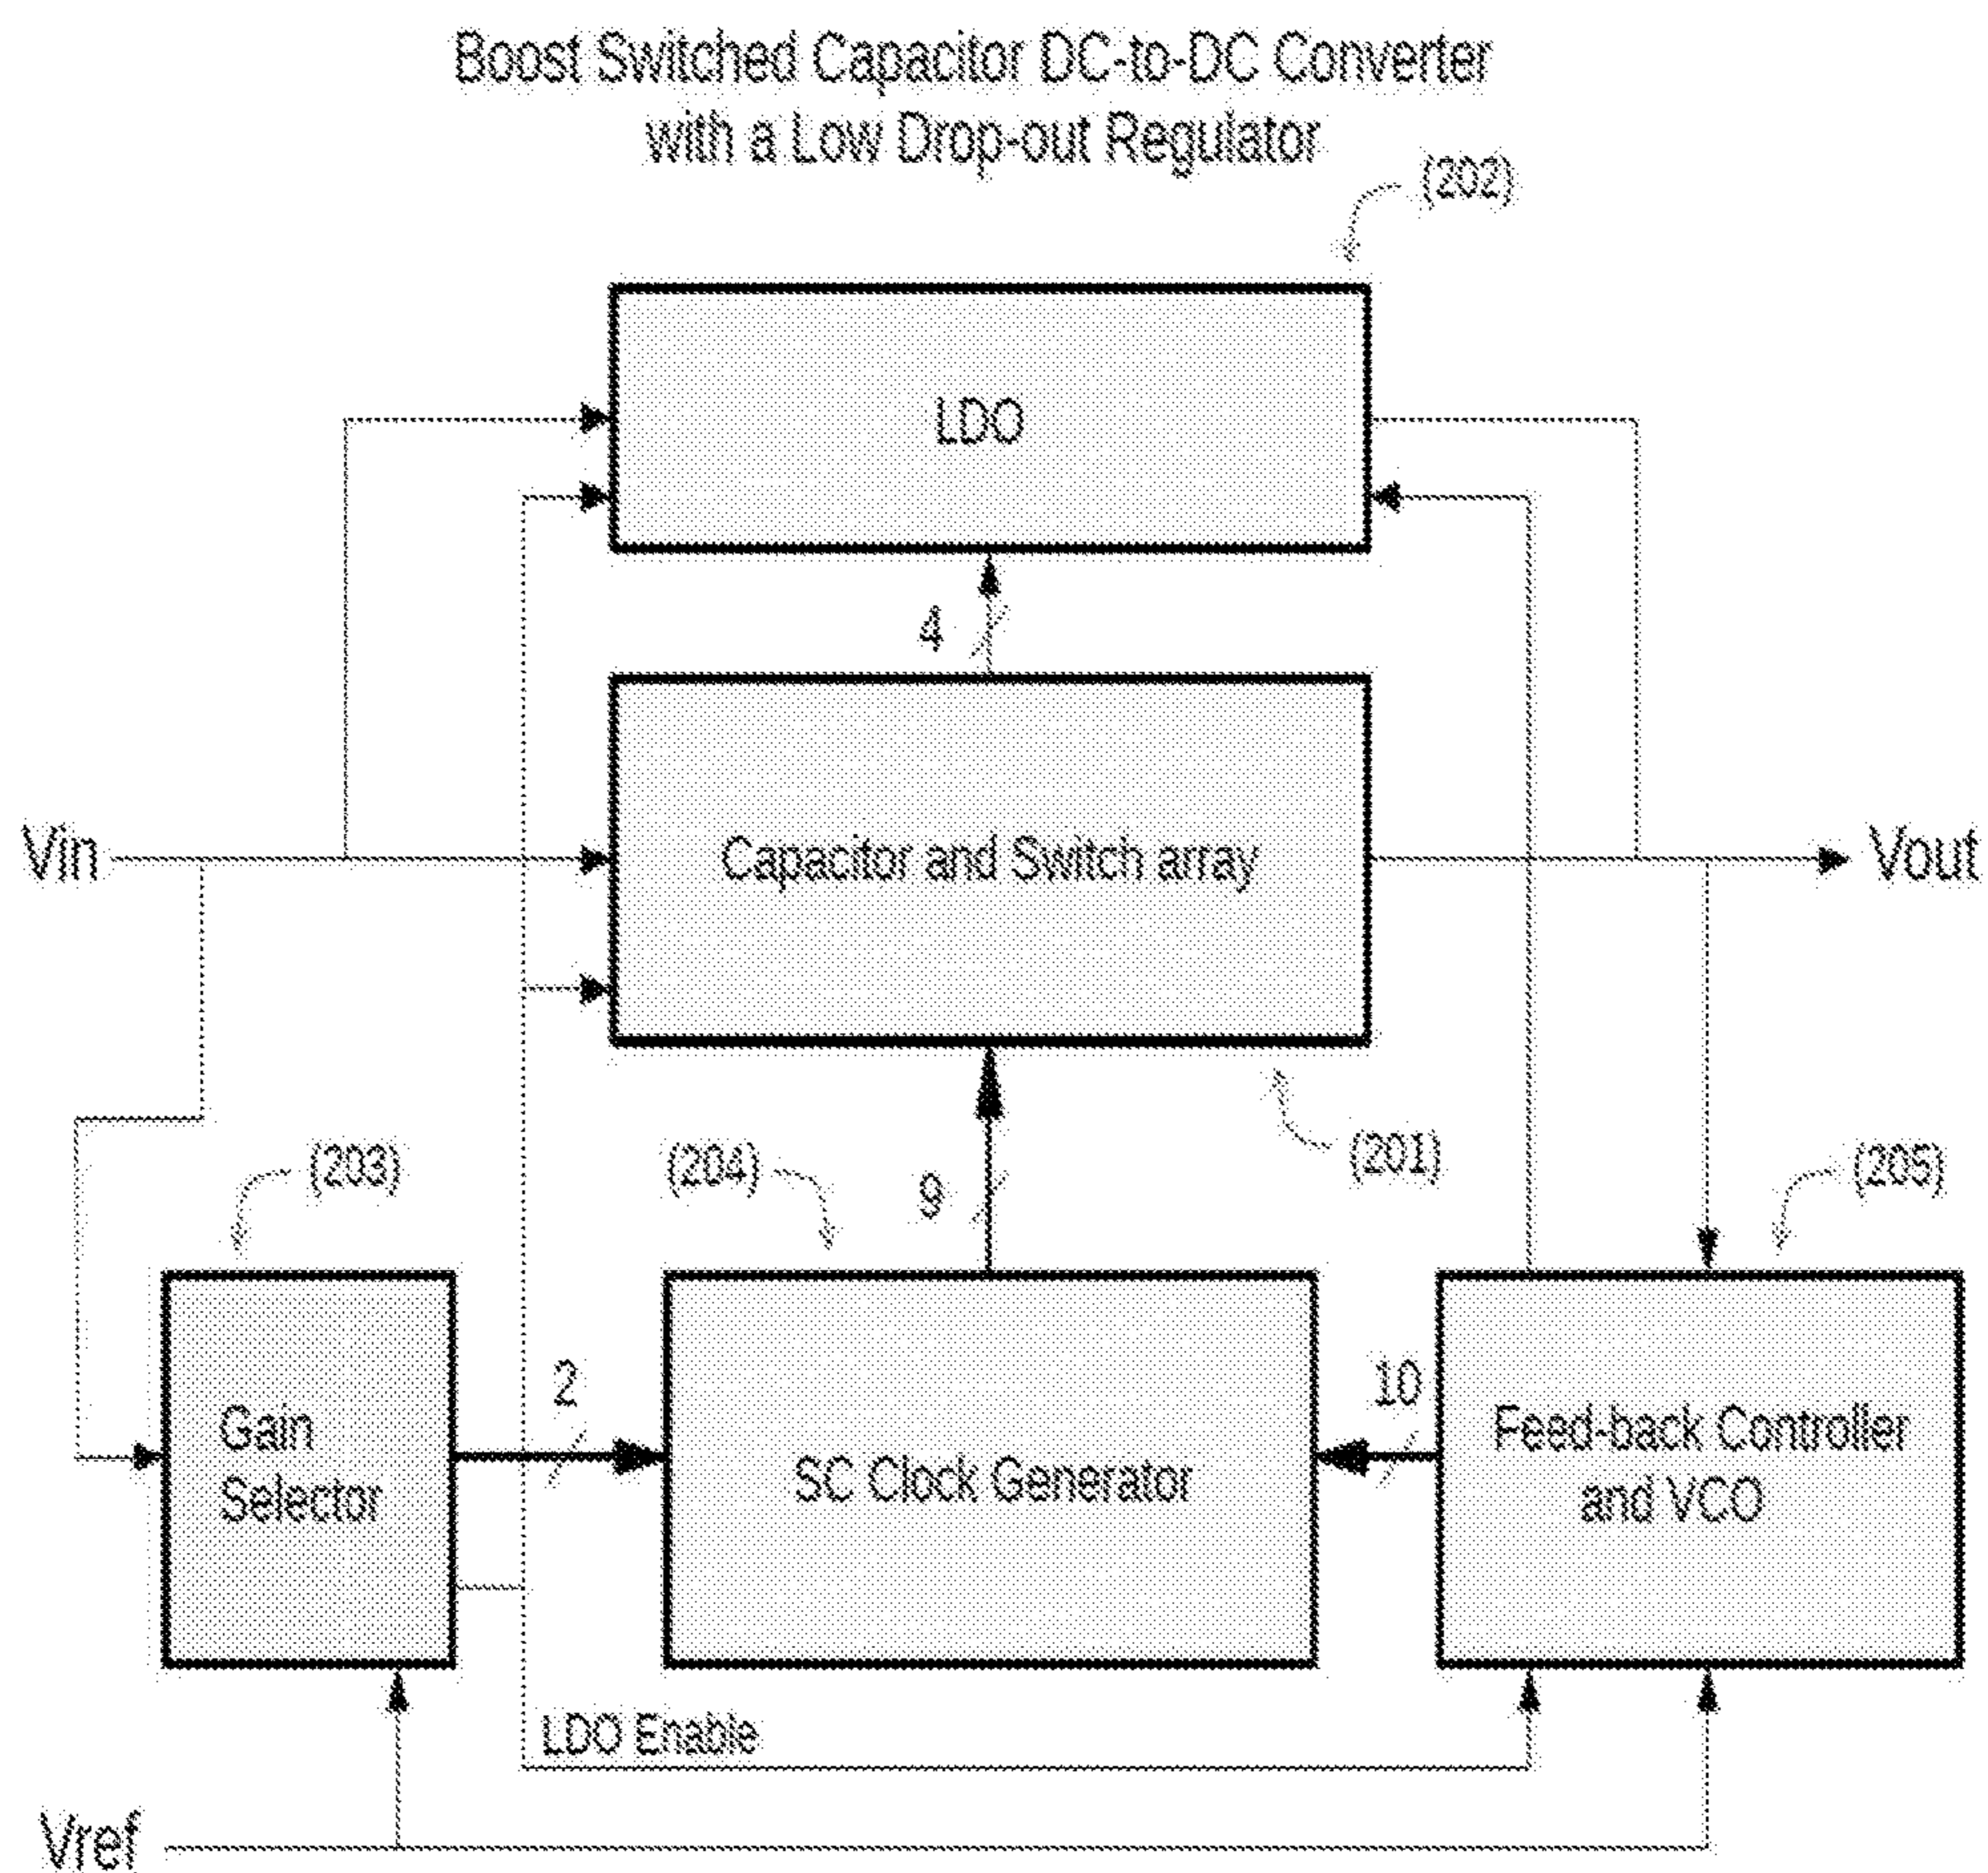 Boost Switched Capacitor DC-to-DC Converter
with a Low Drop-out Regulator
(202)
LDO
4
Vin
Capacitor and Switch array
Vout
(203)
(204)
9
(201)
(205)
2
10
Gain
Selector
SC Clock Generator
Feed-back Controller
and VCO
LDO Enable
Vref